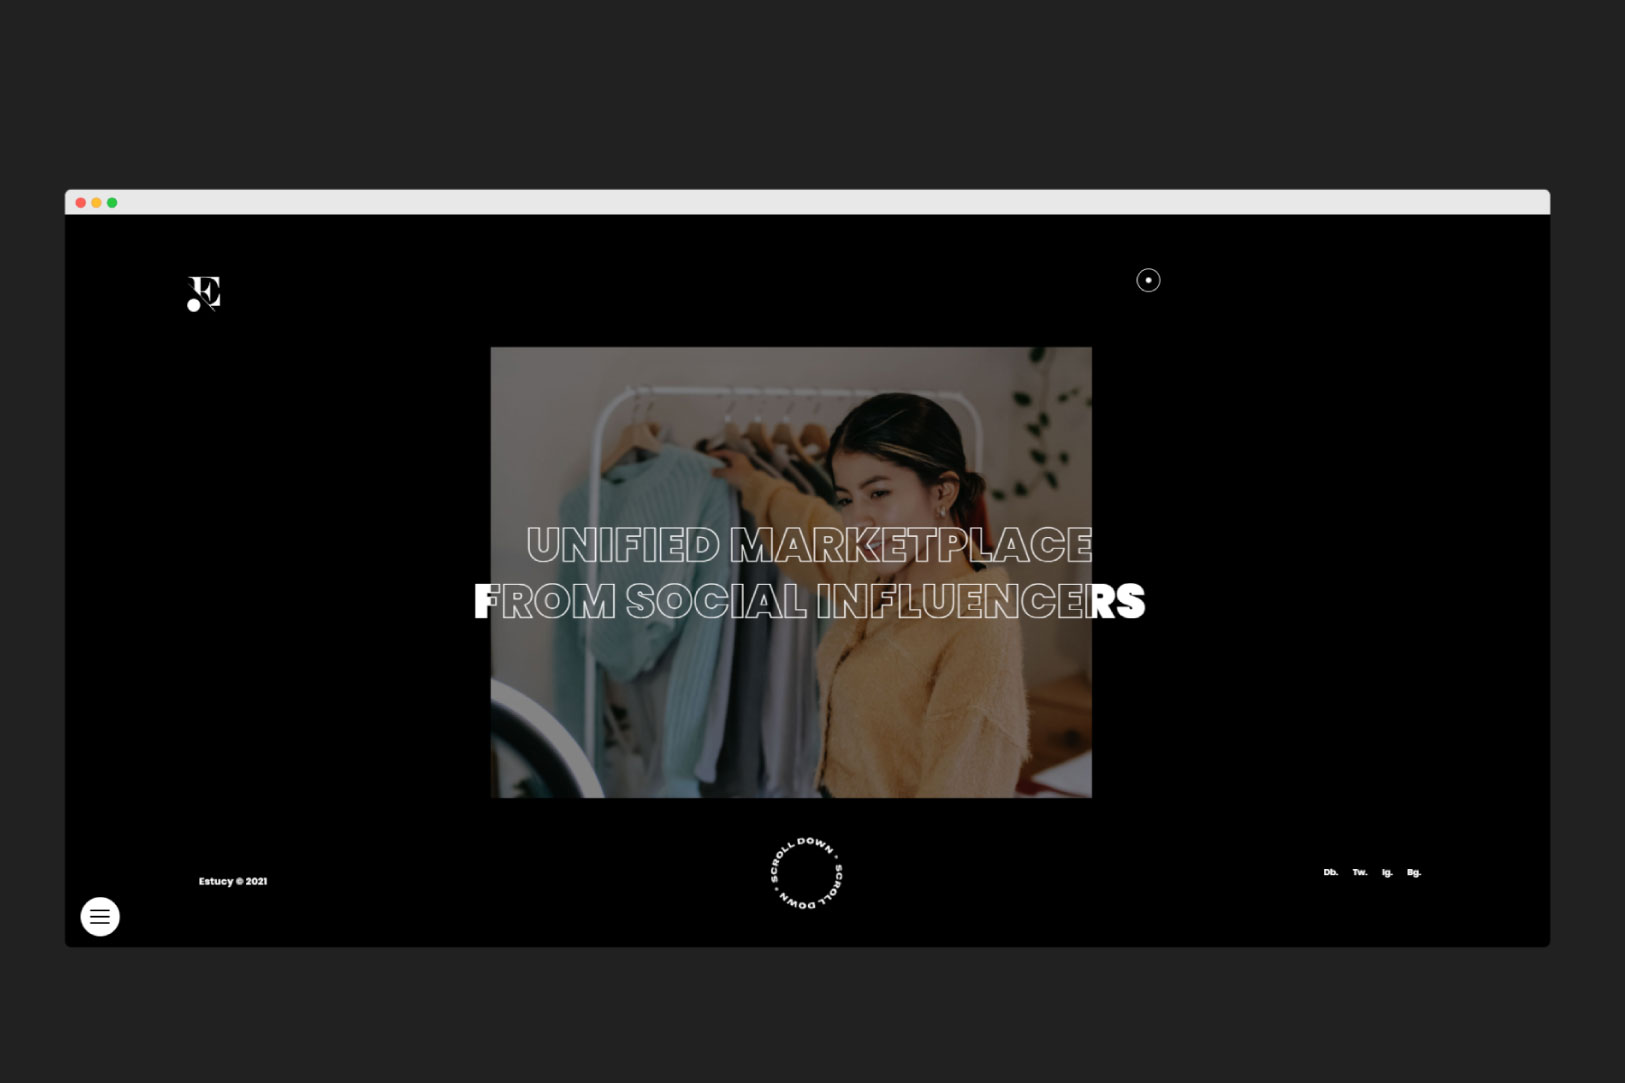 E
UNIFIED MARKETPLACE
FROM SOCIAL INFLUENCERS
SCROLL DOWN - SCROLL DOWN -
Estucy © 2021
Db. Tw. Ig. Bg.